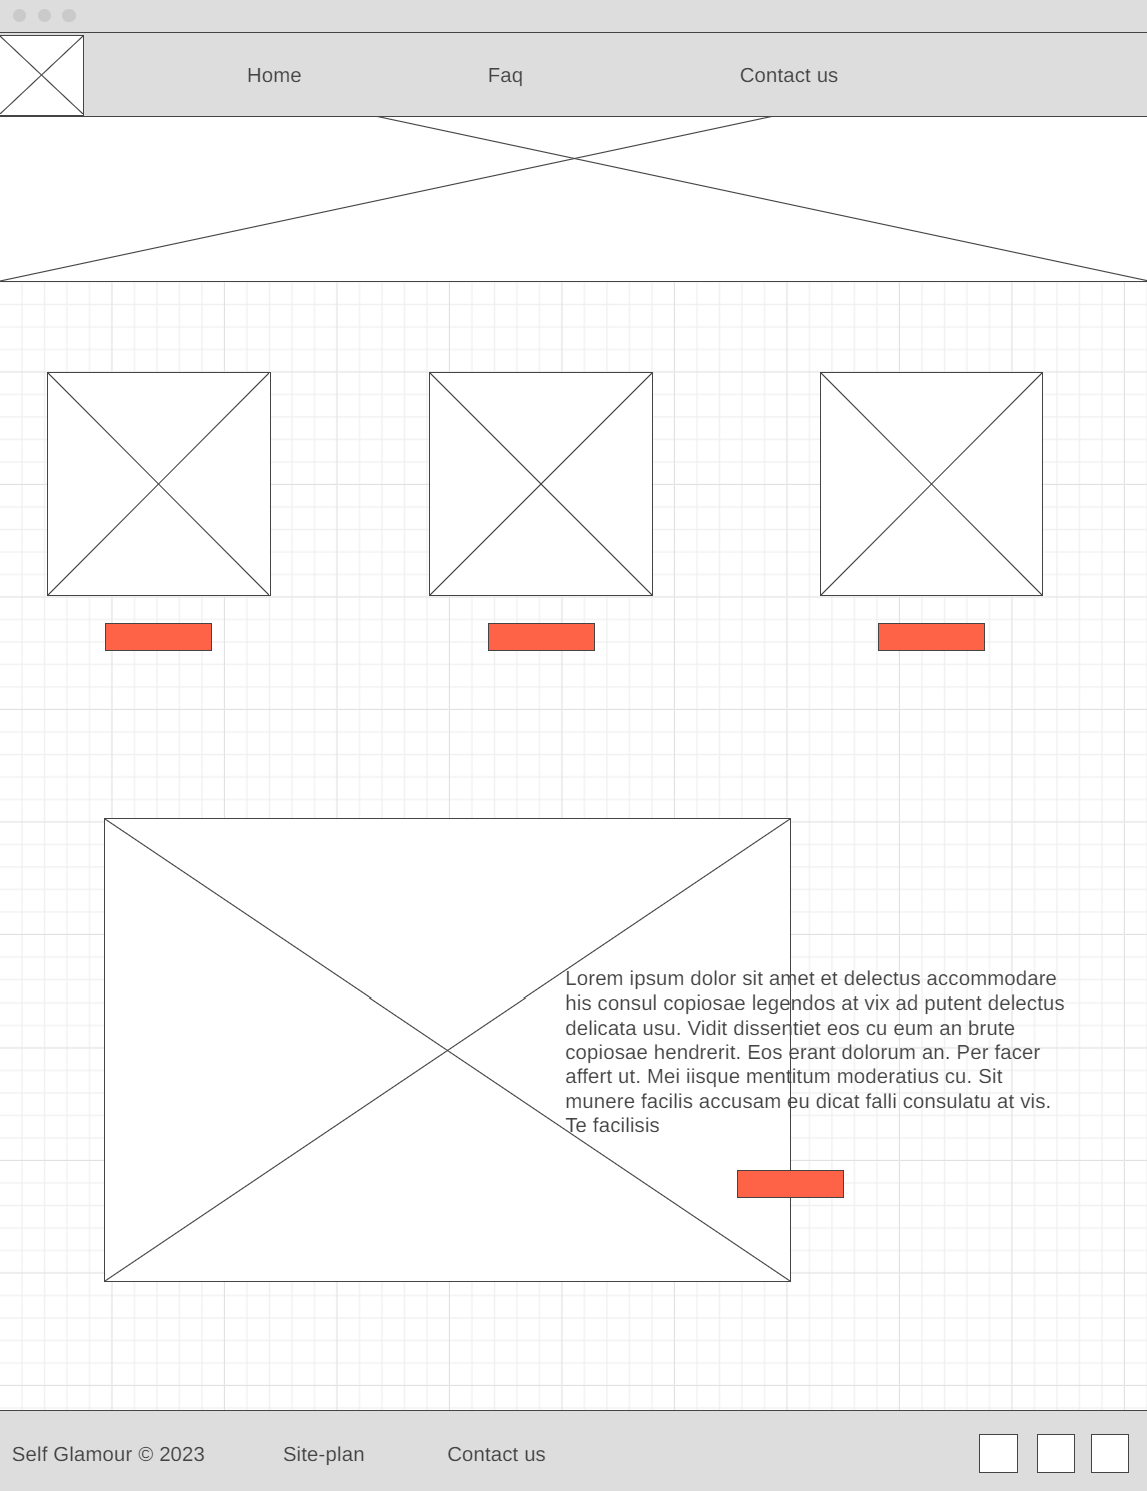 Home Faq Contact us
Lorem ipsum dolor sit amet et delectus accommodare
his consul copiosae legendos at vix ad putent delectus
delicata usu. Vidit dissentiet eos cu eum an brute
copiosae hendrerit. Eos erant dolorum an. Per facer
affert ut. Mei iisque mentitum moderatius cu. Sit
munere facilis accusam eu dicat falli consulatu at vis.
Te facilisis
Self Glamour © 2023 Site-plan Contact us